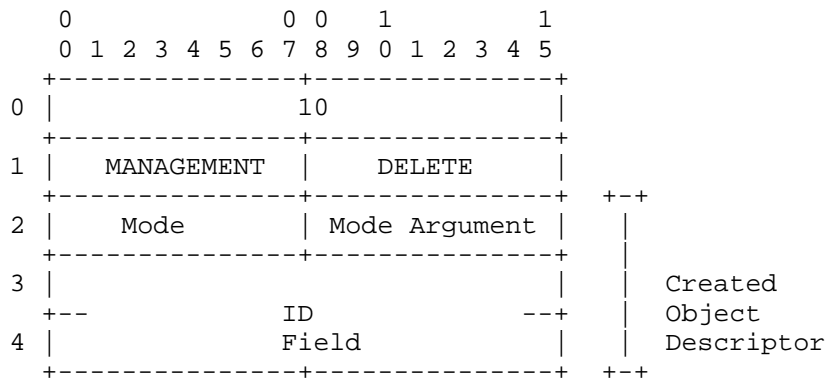 0             0 0   1         1
    0 1 2 3 4 5 6 7 8 9 0 1 2 3 4 5
   +---------------+---------------+
0  |               10              |
   +---------------+---------------+
1  |   MANAGEMENT  |    DELETE     |
   +---------------+---------------+  +-+
2  |    Mode       | Mode Argument |   |
   +---------------+---------------+   |
3  |                               |   |  Created
   +--            ID             --+   |  Object
4  |              Field            |   |  Descriptor
   +---------------+---------------+  +-+